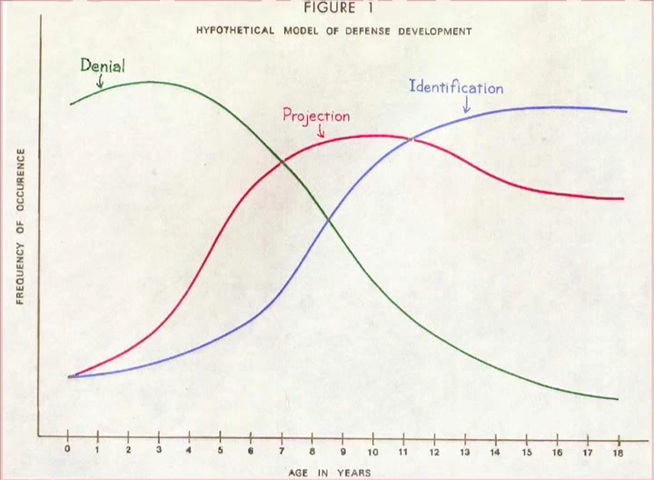 FIGURE 1
HYPOTHETICAL MODEL OF DEFENSE DEVELOPMENT
Denial
Identification
Projection
FREQUENCY OF OCCURENCE
0 1 2 3 4 5 6 7 8 9 10 11 12 13 14 15 16 17 18
AGE IN YEARS